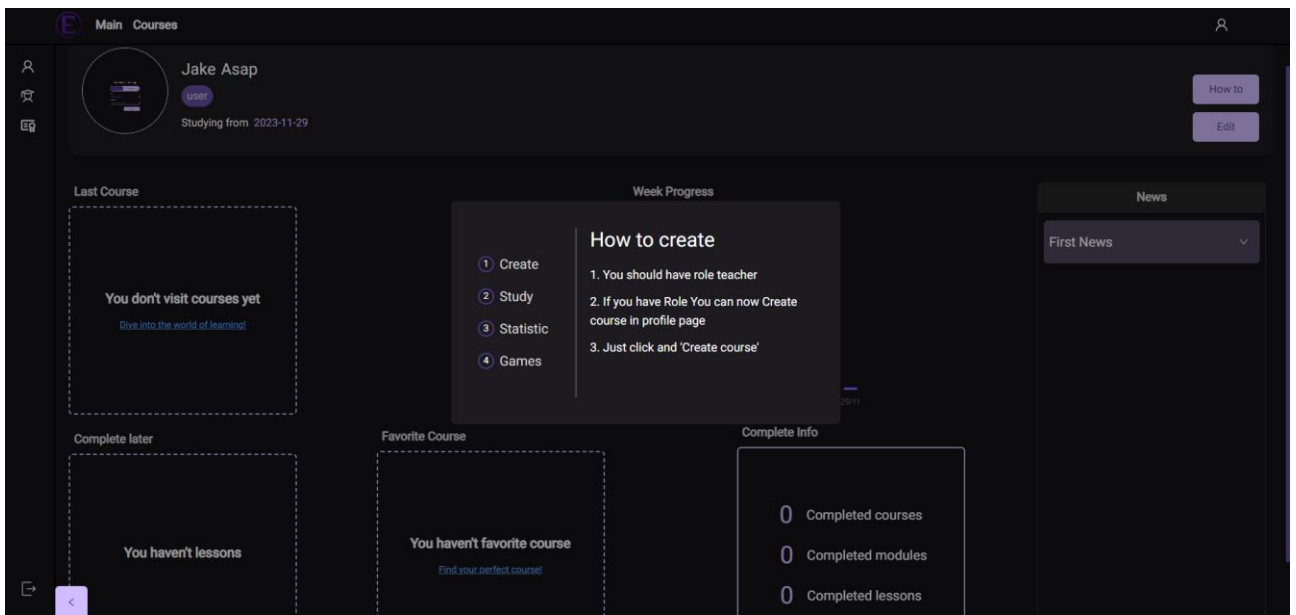 E
Main Courses
Jake Asap
user
Studying from 2023-11-29
How to
Edit
Last Course
You don't visit courses yet
Dive into the world of learning!
Week Progress
29/11
News
First News
1 Create
2 Study
3 Statistic
4 Games
How to create
1. You should have role teacher
2. If you have Role You can now Create
course in profile page
3. Just click and 'Create course'
Complete later
You haven't lessons
Favorite Course
You haven't favorite course
Find your perfect course!
Complete Info
0 Completed courses
0 Completed modules
0 Completed lessons